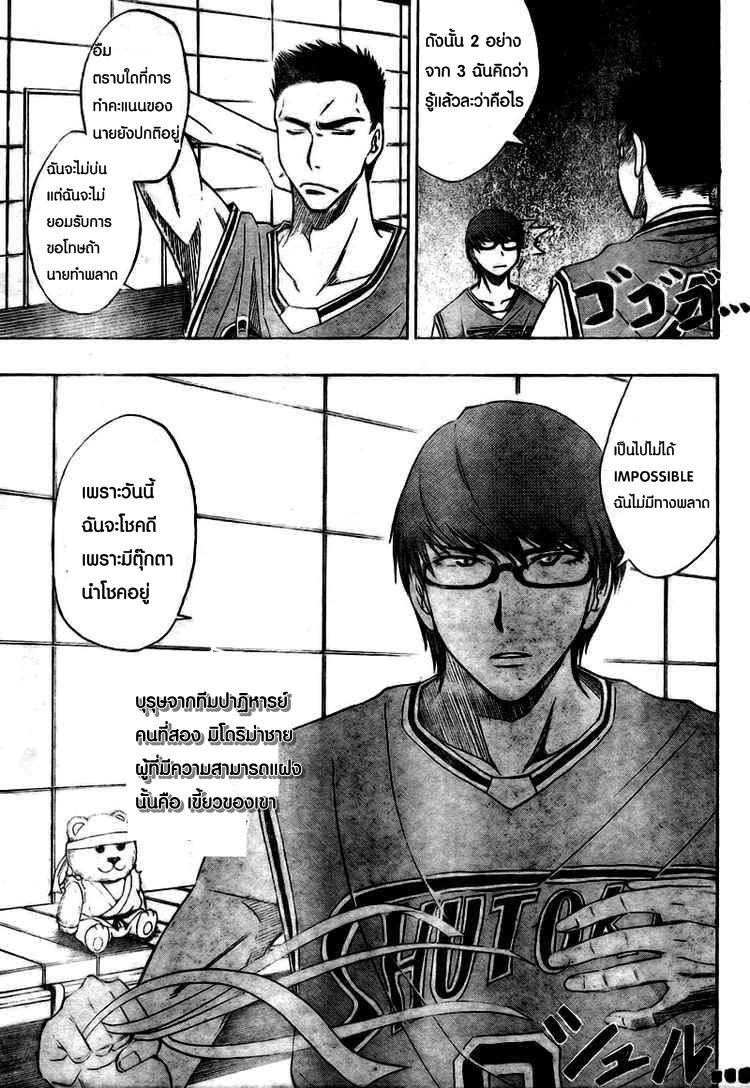 ดังนั้น 2 อย่าง
จาก 3 ฉันคิดว่า
รู้แล้วละว่าคือไร
ゴゴゴ...
อืม
ตราบใดที่การ
ทำคะแนนของ
นายยังปกติอยู่
ฉันจะไม่บ่น
แต่ฉันจะไม่
ยอมรับการ
ขอโทษถ้า
นายทำพลาด
เป็นไปไม่ได้
IMPOSSIBLE
ฉันไม่มีทางพลาด
เพราะวันนี้
ฉันจะโชคดี
เพราะมีตุ๊กตา
นำโชคอยู่
บุรุษจากทีมปาฏิหารย์
คนที่สอง มิโดริม่าชาย
ผู้ที่มีความสามารถแฝง
นั้นคือ เขี้ยวของเขา
SHUTOK
シュル...